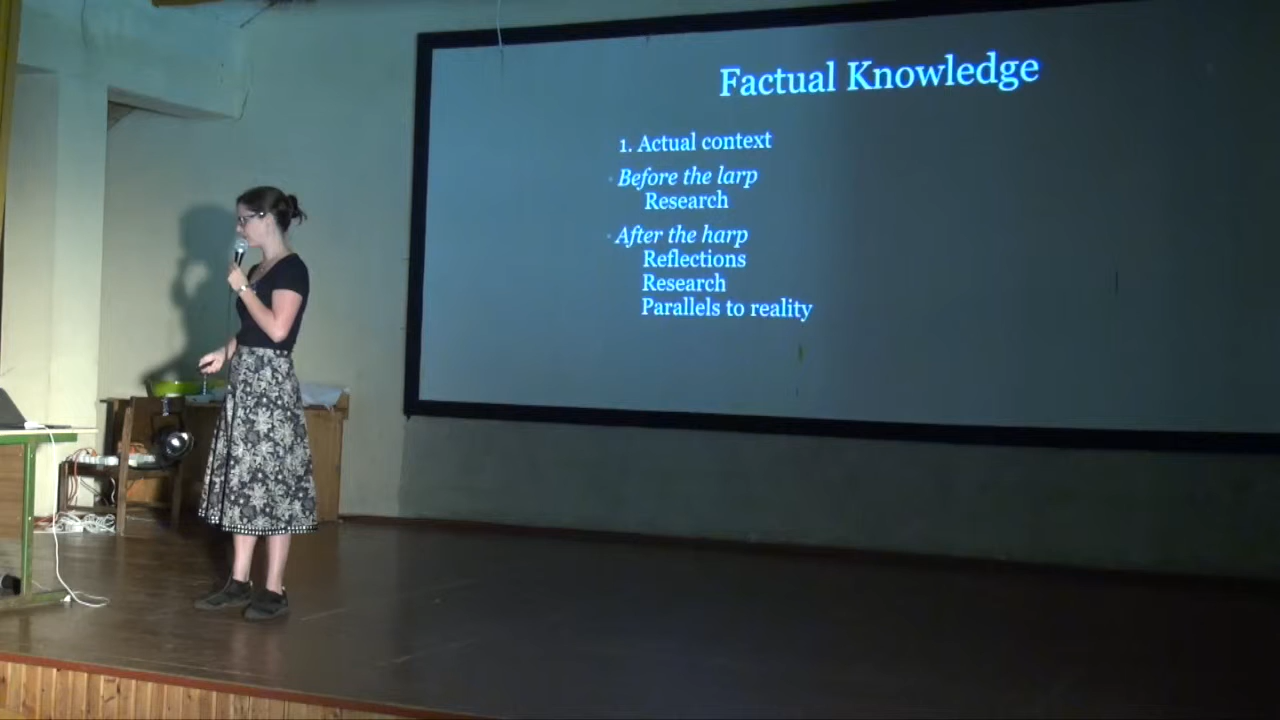 Factual Knowledge
1. Actual context
Before the larp
Research
After the harp
Reflections
Research
Parallels to reality